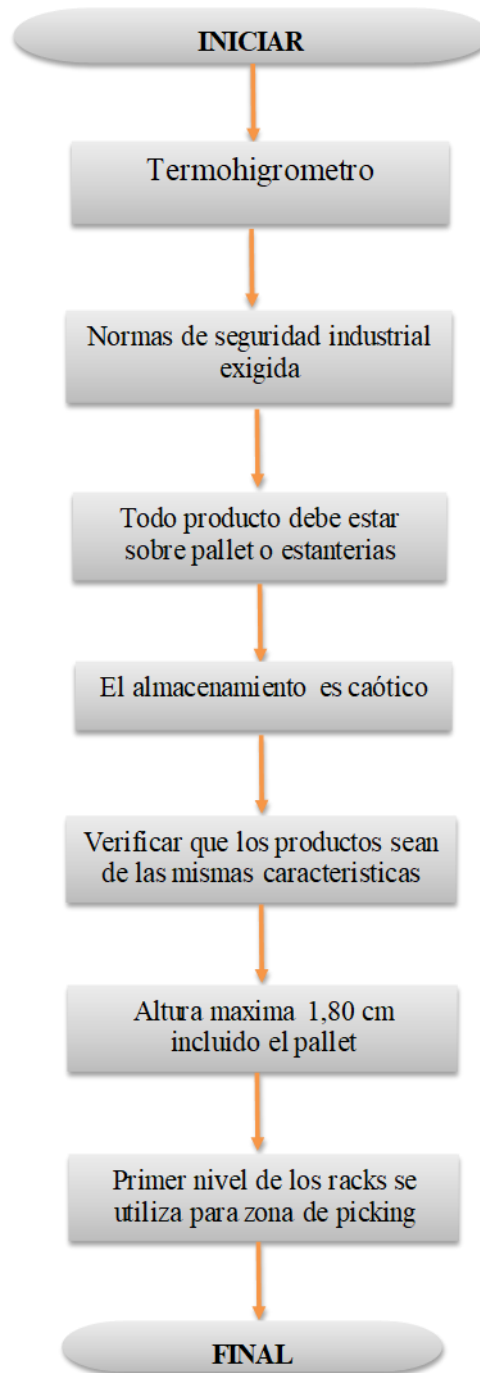 INICIAR
Termohigrometro
Normas de seguridad industrial
exigida
Todo producto debe estar
sobre pallet o estanterias
El almacenamiento es caótico
Verificar que los productos sean
de las mismas caracteristicas
Altura maxima 1,80 cm
incluido el pallet
Primer nivel de los racks se
utiliza para zona de picking
FINAL